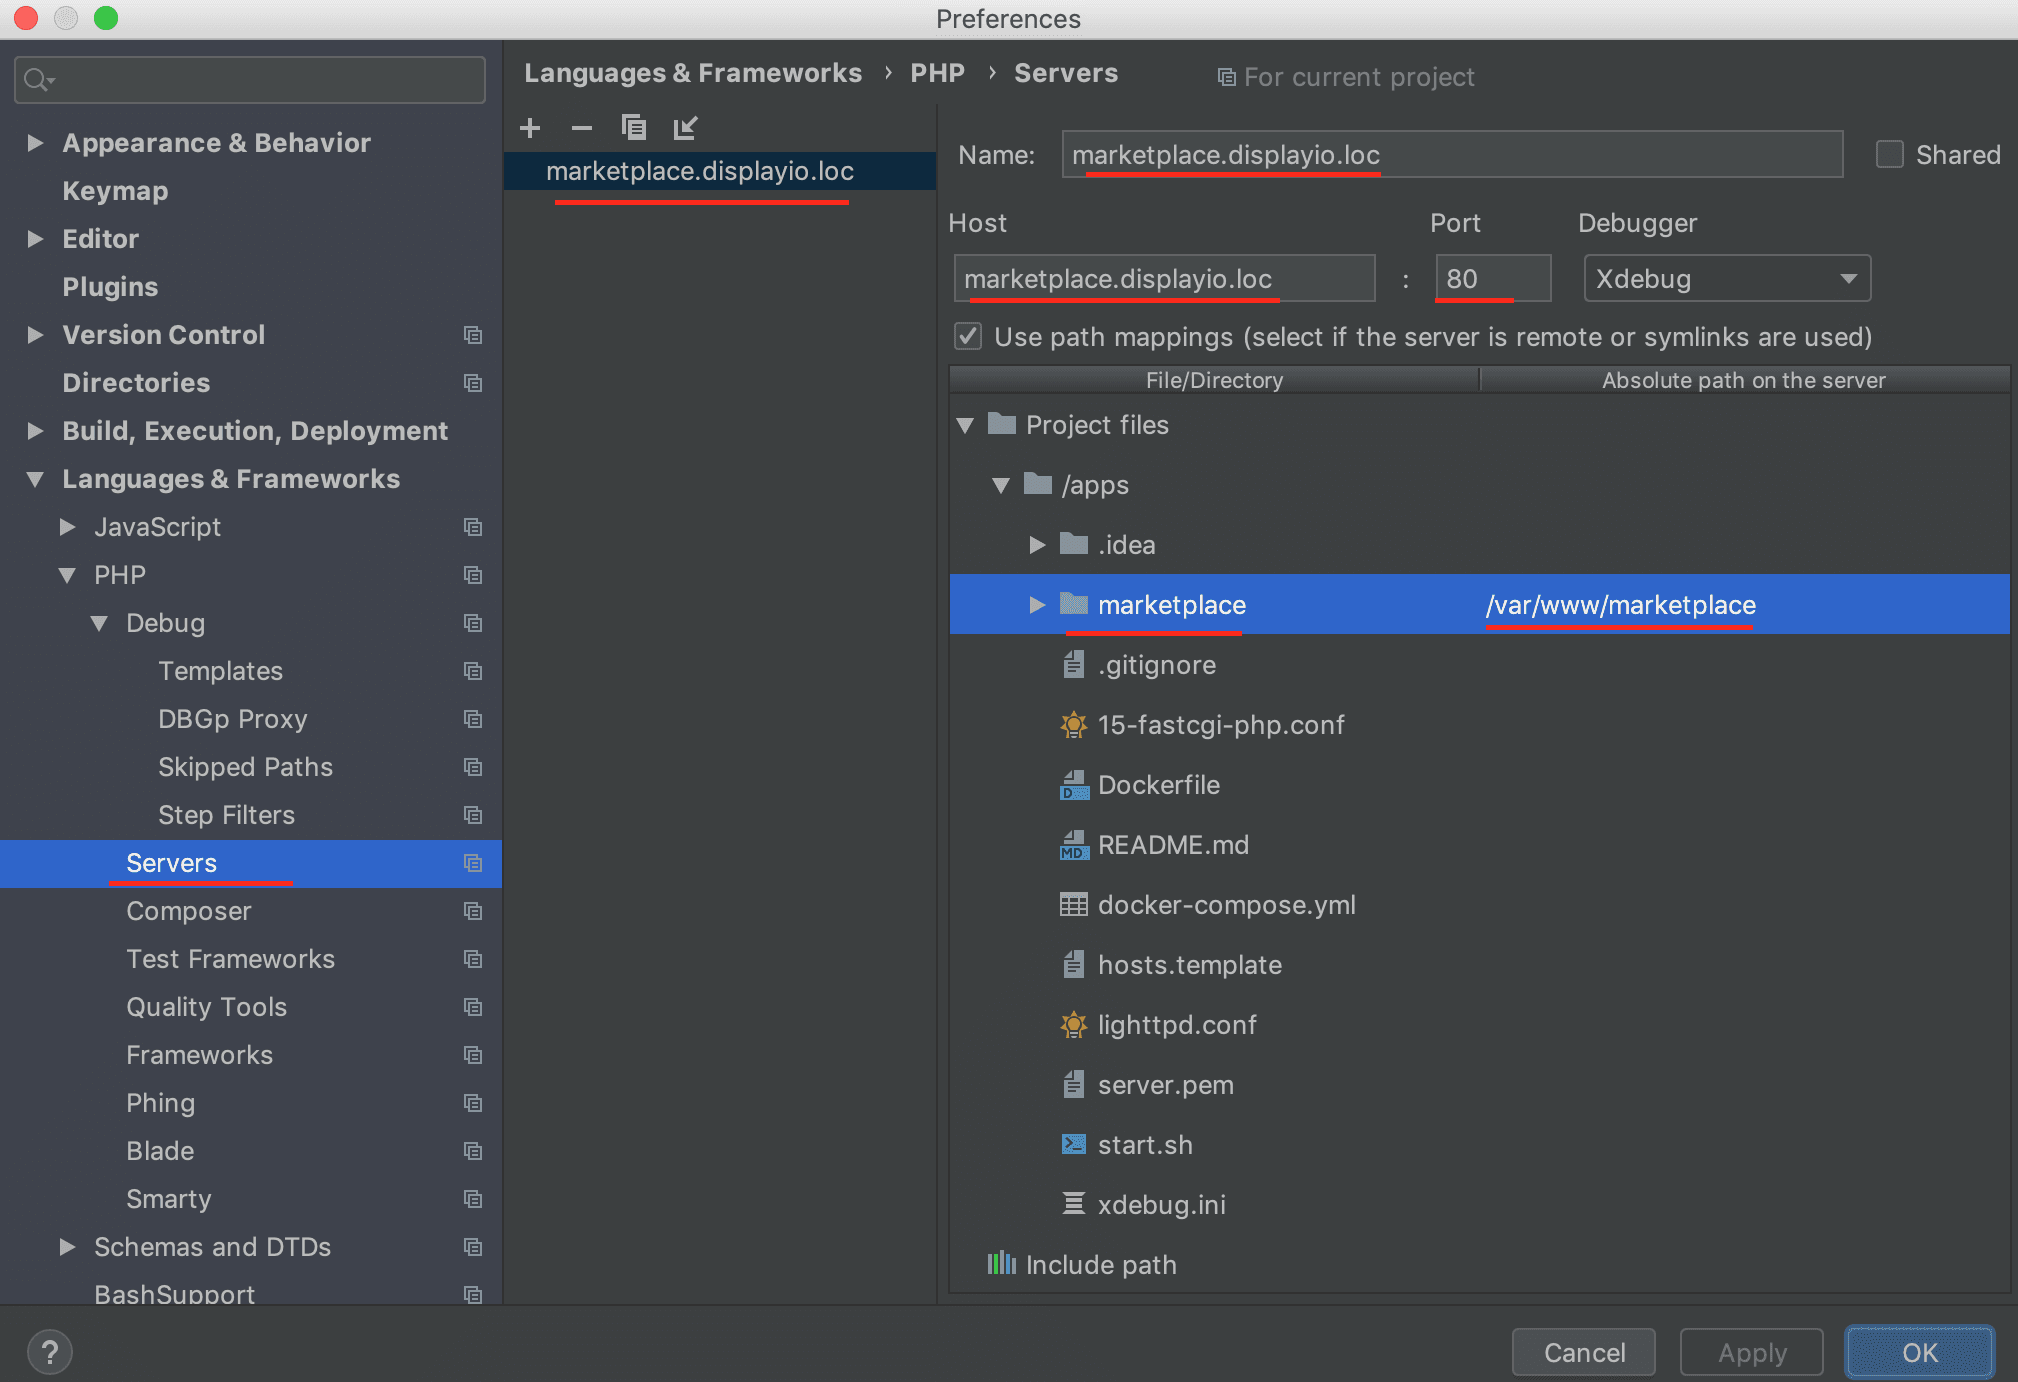 Preferences
Appearance & Behavior
Keymap
Editor
Plugins
Version Control
Directories
Build, Execution, Deployment
Languages & Frameworks
JavaScript
PHP
Debug
Templates
DBGp Proxy
Skipped Paths
Step Filters
Servers
Composer
Test Frameworks
Quality Tools
Frameworks
Phing
Blade
Smarty
Schemas and DTDs
BashSupport
Languages & Frameworks › PHP › Servers
For current project
marketplace.displayio.loc
Name: marketplace.displayio.loc Shared
Host Port Debugger
marketplace.displayio.loc : 80 Xdebug
Use path mappings (select if the server is remote or symlinks are used)
File/Directory Absolute path on the server
Project files
/apps
.idea
marketplace /var/www/marketplace
.gitignore
15-fastcgi-php.conf
Dockerfile
README.md
docker-compose.yml
hosts.template
lighttpd.conf
server.pem
start.sh
xdebug.ini
Include path
? Cancel Apply OK